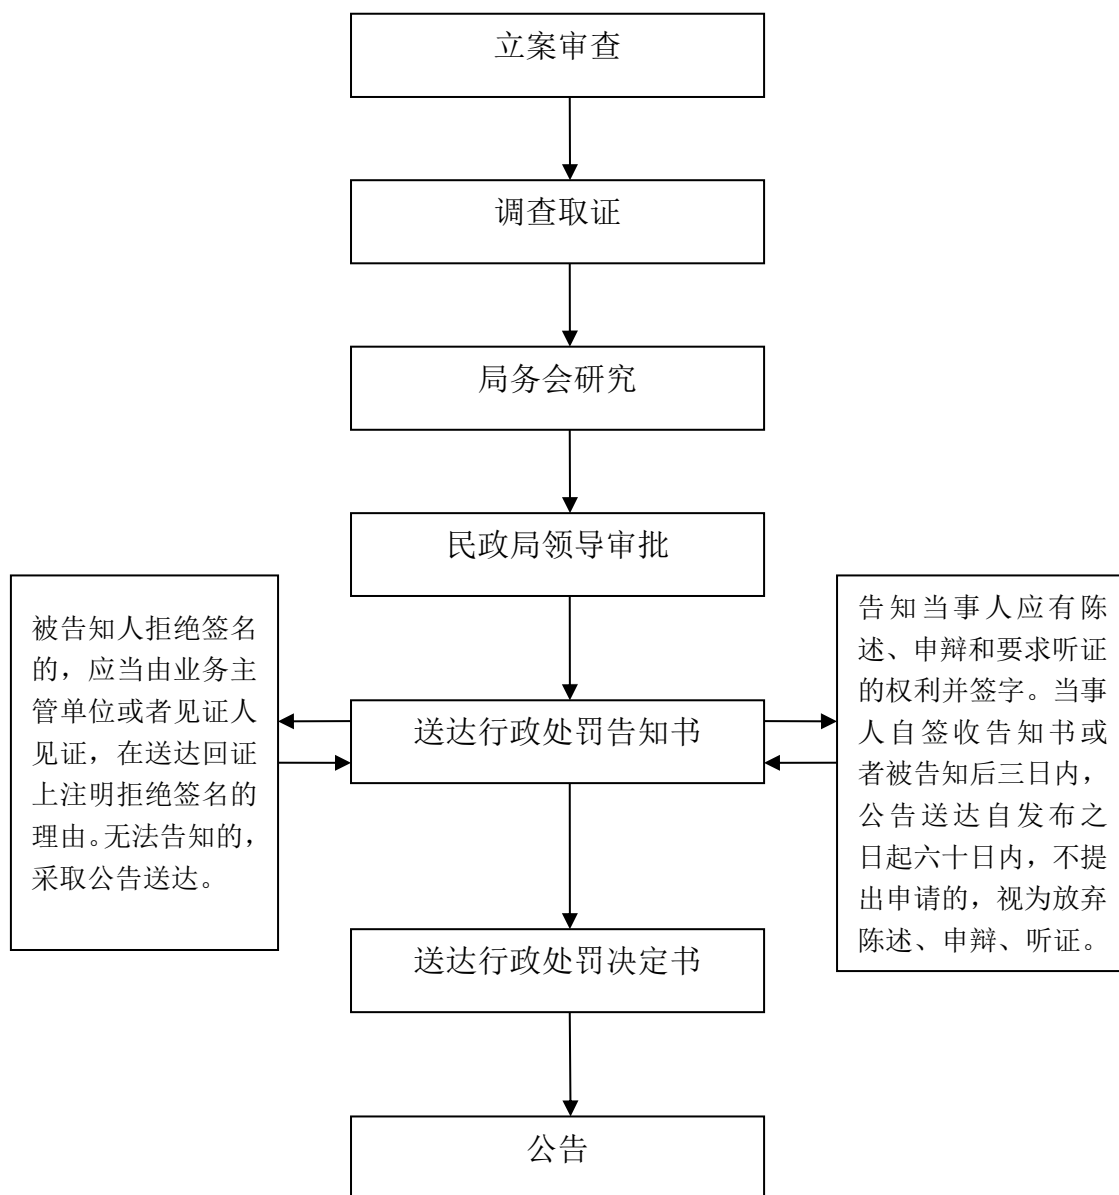 立案审查
调查取证
局务会研究
民政局领导审批
被告知人拒绝签名
的，应当由业务主
管单位或者见证人
见证，在送达回证
上注明拒绝签名的
理由。无法告知的，
采取公告送达。
送达行政处罚告知书
告知当事人应有陈
述、申辩和要求听证
的权利并签字。当事
人自签收告知书或
者被告知后三日内，
公告送达自发布之
日起六十日内，不提
出申请的，视为放弃
陈述、申辩、听证。
送达行政处罚决定书
公告